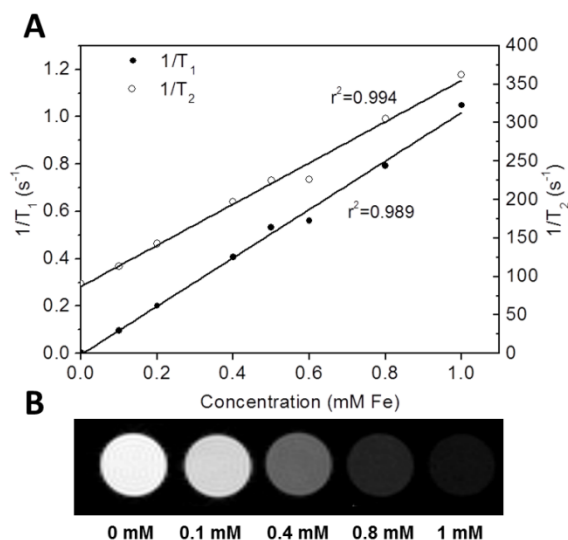 A
1/T1
1/T2
r²=0.994
r²=0.989
1/T1 (s-1)
0.0
0.2
0.4
0.6
0.8
1.0
1.2
1/T2 (s-1)
0
50
100
150
200
250
300
350
400
0.0 0.2 0.4 0.6 0.8 1.0
Concentration (mM Fe)
B
0 mM 0.1 mM 0.4 mM 0.8 mM 1 mM